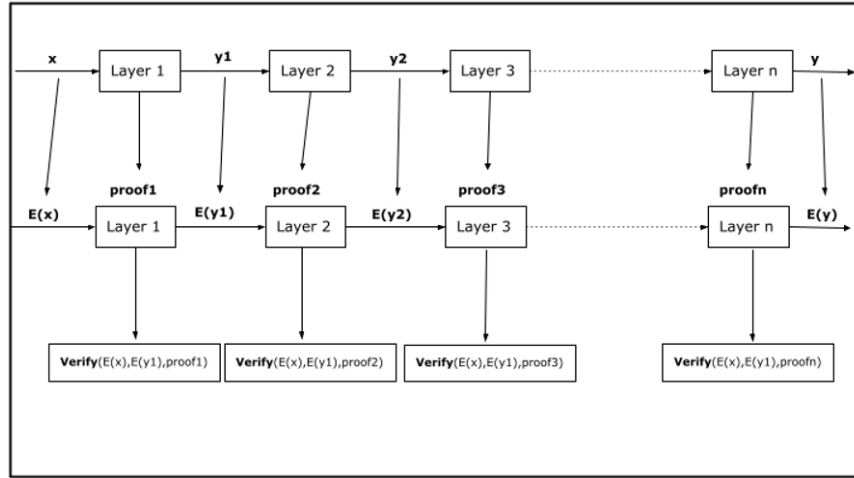 x
y1
y2
y
Layer 1
Layer 2
Layer 3
Layer n
proof1
proof2
proof3
proofn
E(x)
E(y1)
E(y2)
E(y)
Layer 1
Layer 2
Layer 3
Layer n
Verify(E(x),E(y1),proof1)
Verify(E(x),E(y1),proof2)
Verify(E(x),E(y1),proof3)
Verify(E(x),E(y1),proofn)